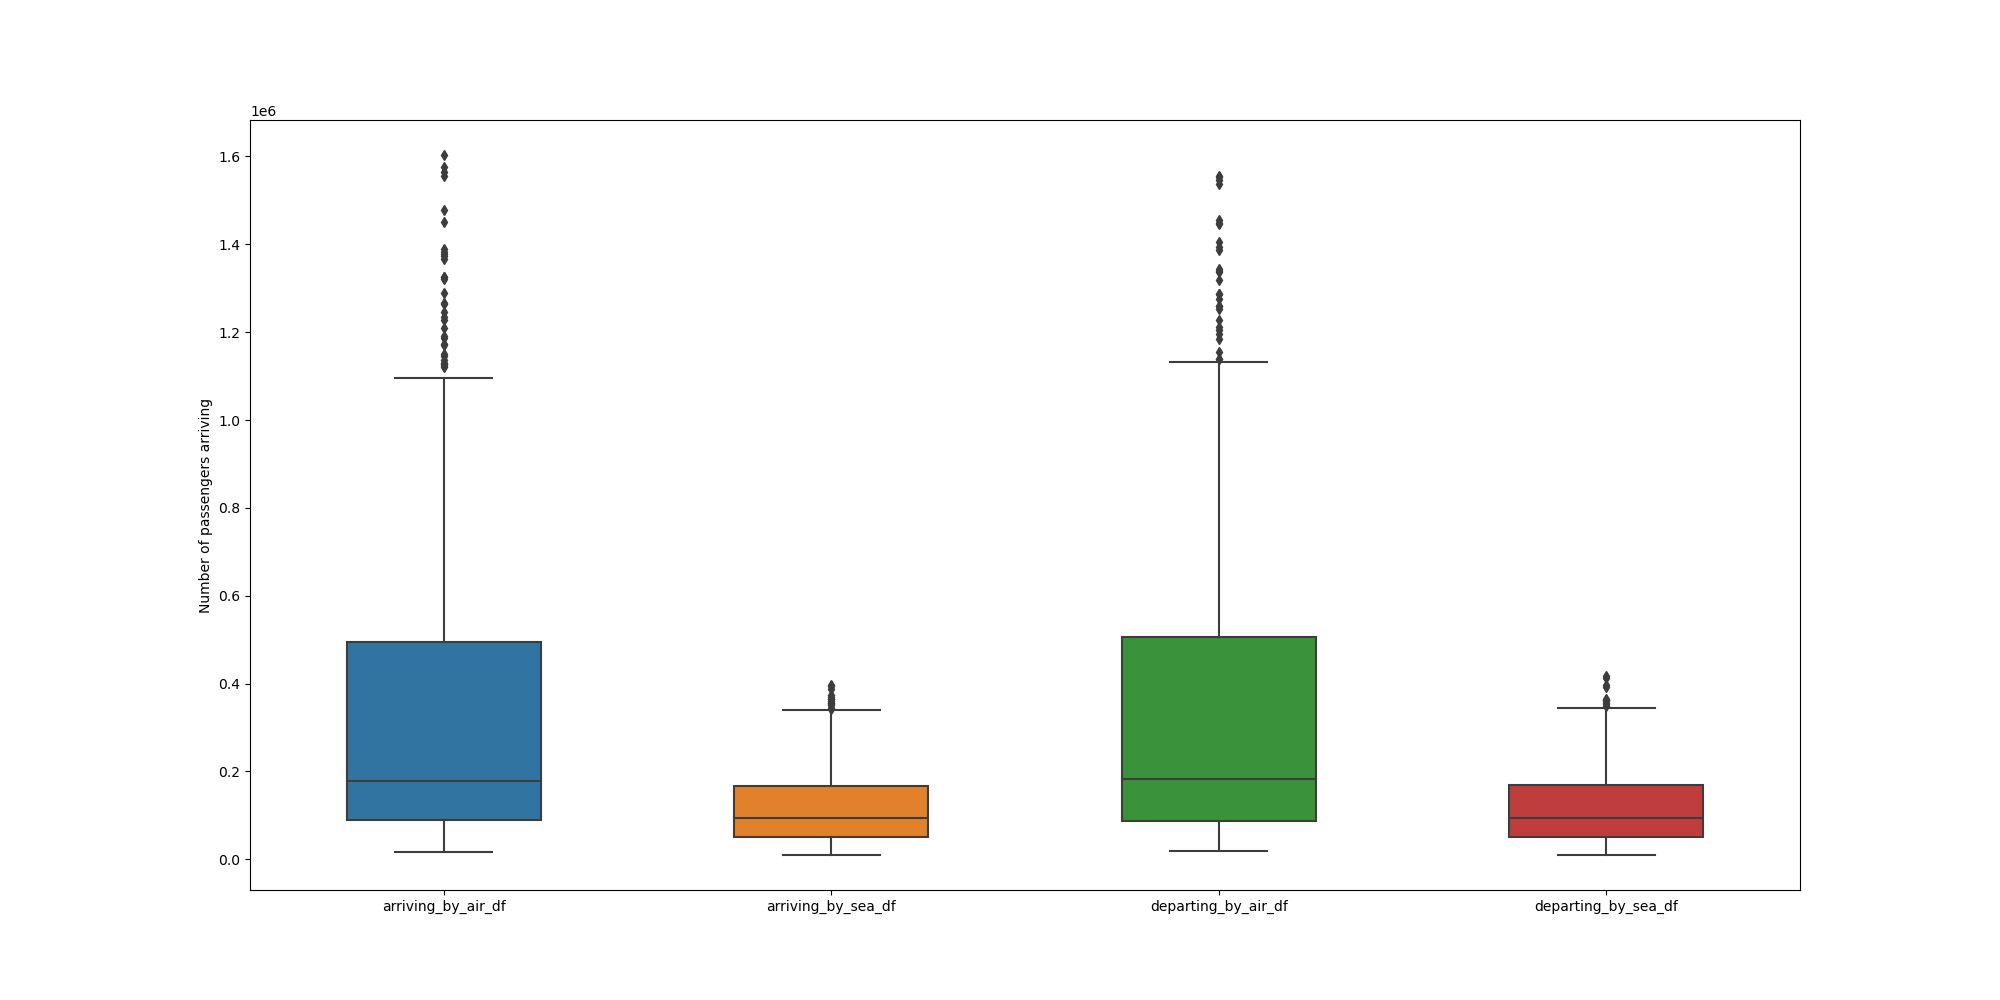 1e6
1.6
1.4
1.2
1.0
0.8
0.6
0.4
0.2
0.0
Number of passengers arriving
arriving_by_air_df
arriving_by_sea_df
departing_by_air_df
departing_by_sea_df